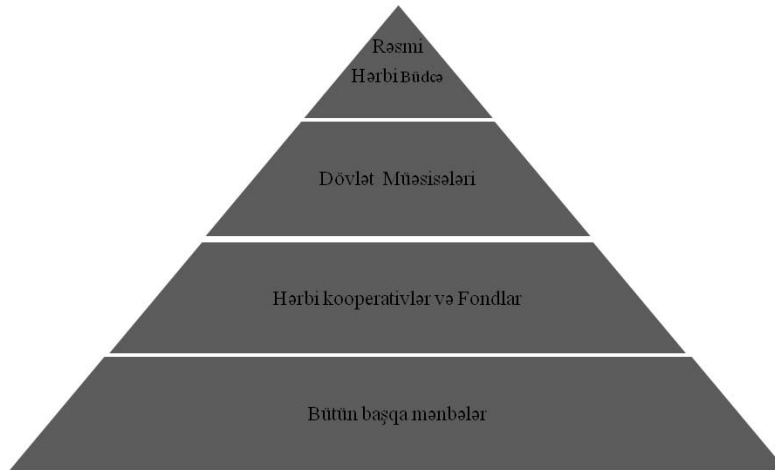 Rəsmi
Hərbi Büdcə
Dövlət Müəsisələri
Hərbi kooperativlər və Fondlar
Bütün başqa mənbələr